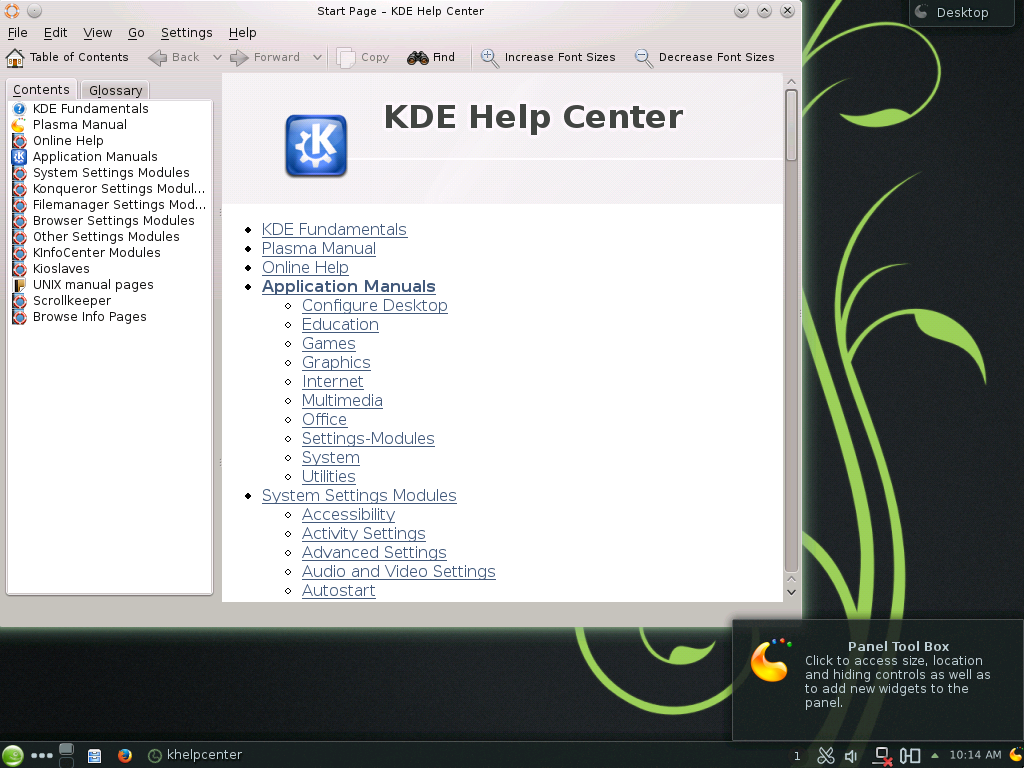 Start Page – KDE Help Center
Desktop
File Edit View Go Settings Help
Table of Contents Back Forward Copy Find Increase Font Sizes Decrease Font Sizes
Contents Glossary
KDE Fundamentals
Plasma Manual
Online Help
Application Manuals
System Settings Modules
Konqueror Settings Modul...
Filemanager Settings Mod...
Browser Settings Modules
Other Settings Modules
KInfoCenter Modules
Kioslaves
UNIX manual pages
Scrollkeeper
Browse Info Pages
KDE Help Center
KDE Fundamentals
Plasma Manual
Online Help
Application Manuals
Configure Desktop
Education
Games
Graphics
Internet
Multimedia
Office
Settings-Modules
System
Utilities
System Settings Modules
Accessibility
Activity Settings
Advanced Settings
Audio and Video Settings
Autostart
Panel Tool Box
Click to access size, location
and hiding controls as well as
to add new widgets to the
panel.
khelpcenter
1
10:14 AM